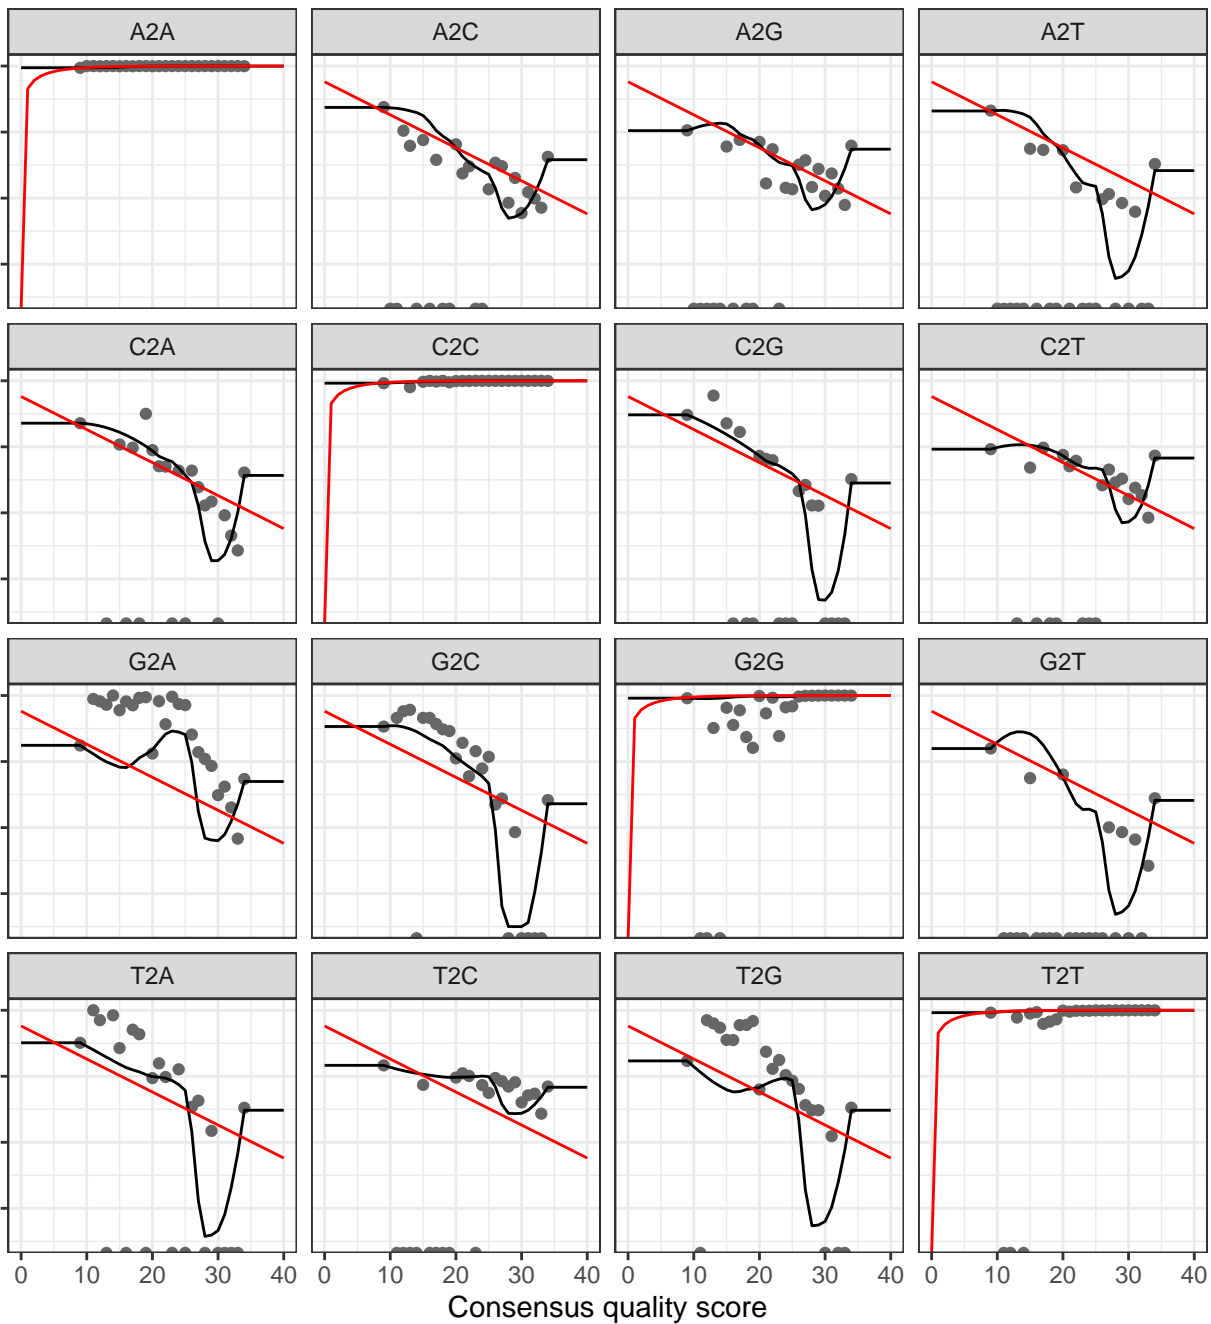 A2A A2C A2G A2T
C2A C2C C2G C2T
G2A G2C G2G G2T
T2A T2C T2G T2T
0 10 20 30 40 0 10 20 30 40 0 10 20 30 40 0 10 20 30 40
Consensus quality score